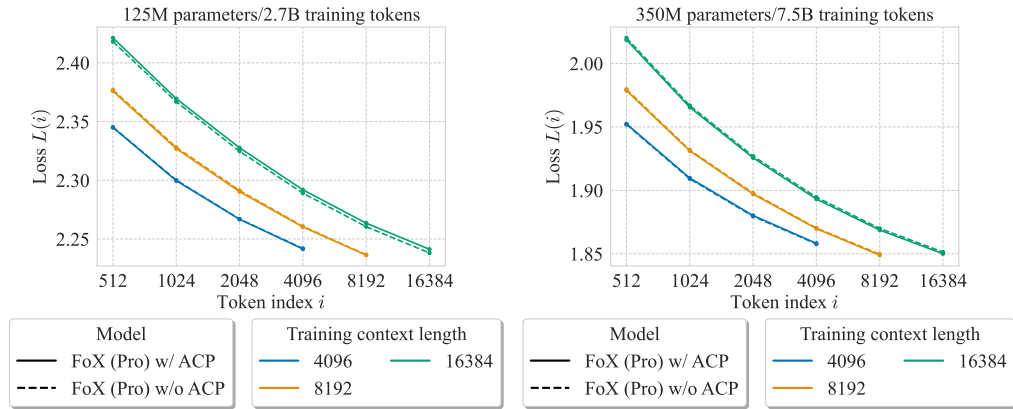 125M parameters/2.7B training tokens
2.40
2.35
2.30
2.25
Loss L(i)
512 1024 2048 4096 8192 16384
Token index i
Model
FoX (Pro) w/ ACP
FoX (Pro) w/o ACP
Training context length
4096 16384
8192
350M parameters/7.5B training tokens
2.00
1.95
1.90
1.85
Loss L(i)
512 1024 2048 4096 8192 16384
Token index i
Model
FoX (Pro) w/ ACP
FoX (Pro) w/o ACP
Training context length
4096 16384
8192